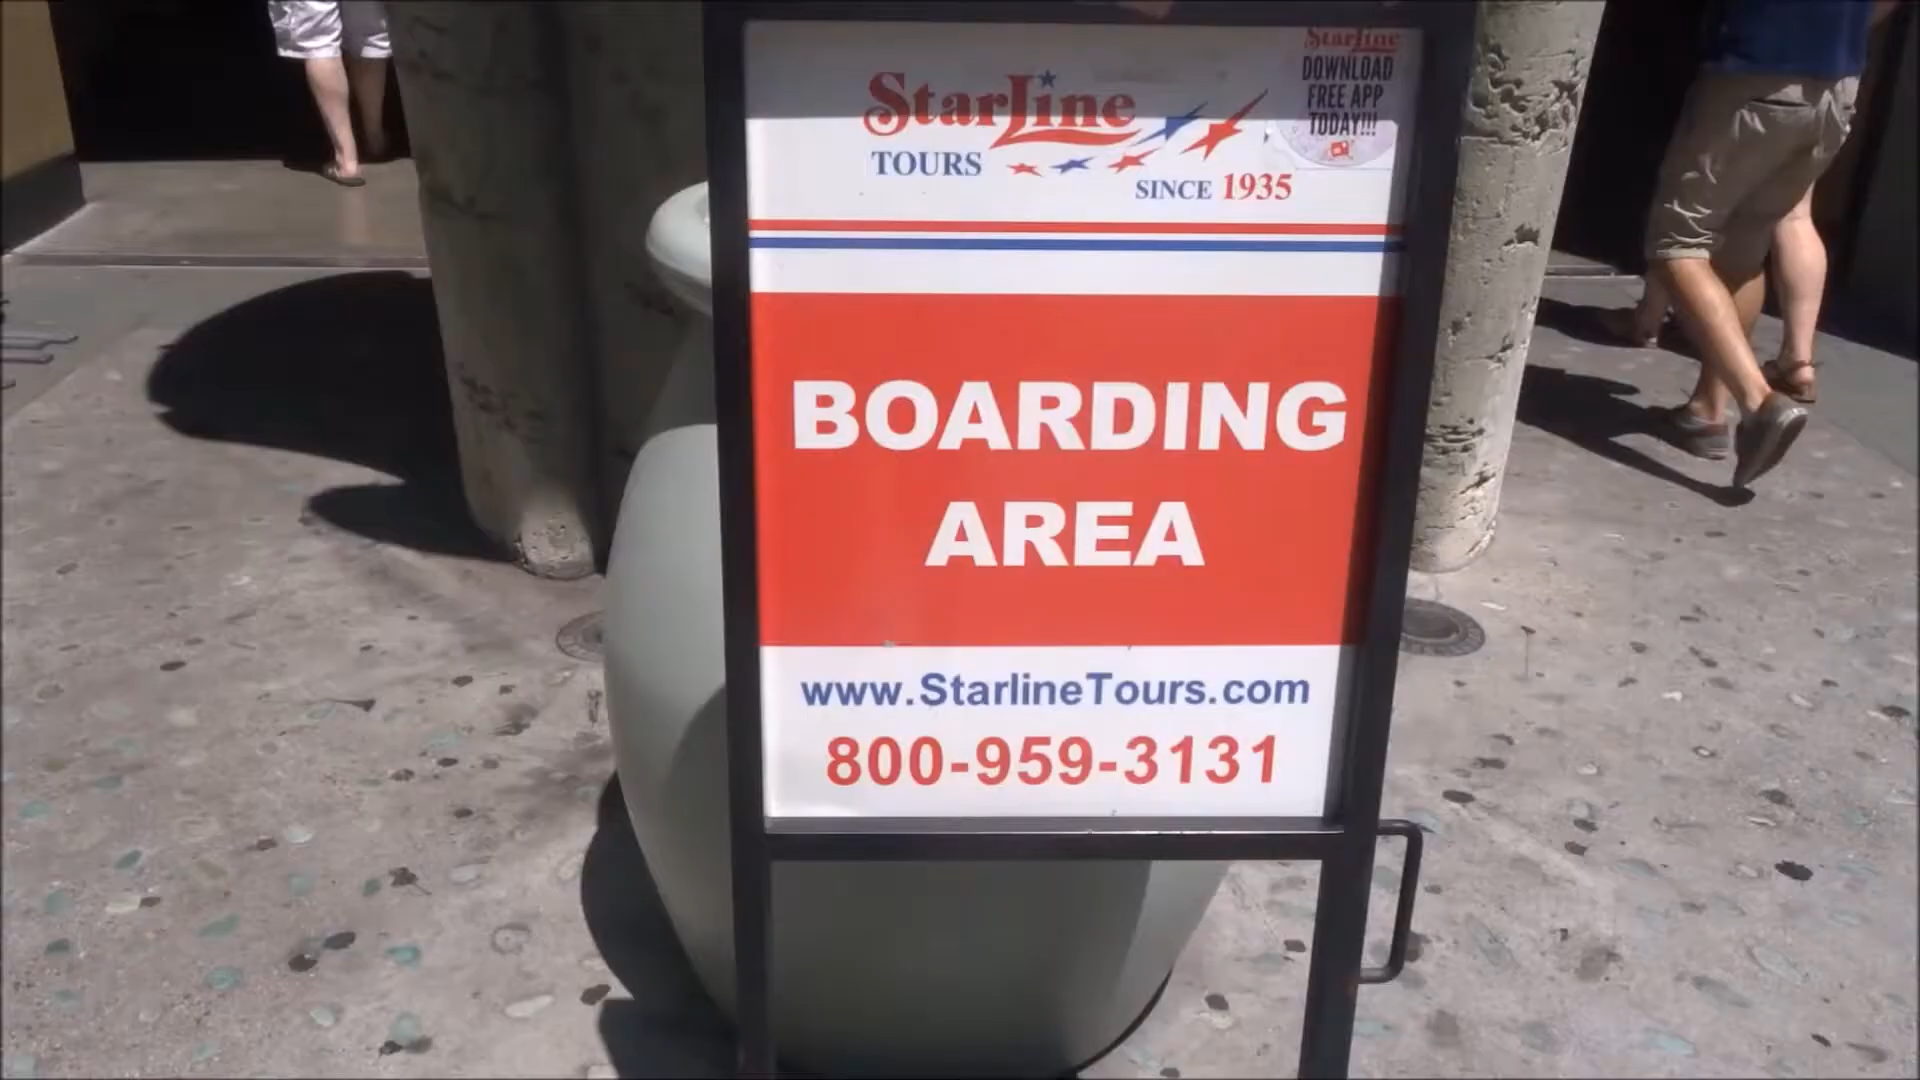 StarLine
TOURS
SINCE 1935
StarLine
DOWNLOAD
FREE APP
TODAY!!!
BOARDING
AREA
www.StarlineTours.com
800-959-3131